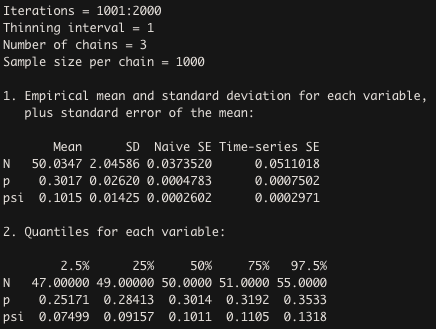 Iterations = 1001:2000
Thinning interval = 1
Number of chains = 3
Sample size per chain = 1000
1. Empirical mean and standard deviation for each variable,
plus standard error of the mean:
Mean SD Naive SE Time-series SE
N 50.0347 2.04586 0.0373520 0.0511018
p 0.3017 0.02620 0.0004783 0.0007502
psi 0.1015 0.01425 0.0002602 0.0002971
2. Quantiles for each variable:
2.5% 25% 50% 75% 97.5%
N 47.00000 49.00000 50.0000 51.0000 55.0000
p 0.25171 0.28413 0.3014 0.3192 0.3533
psi 0.07499 0.09157 0.1011 0.1105 0.1318